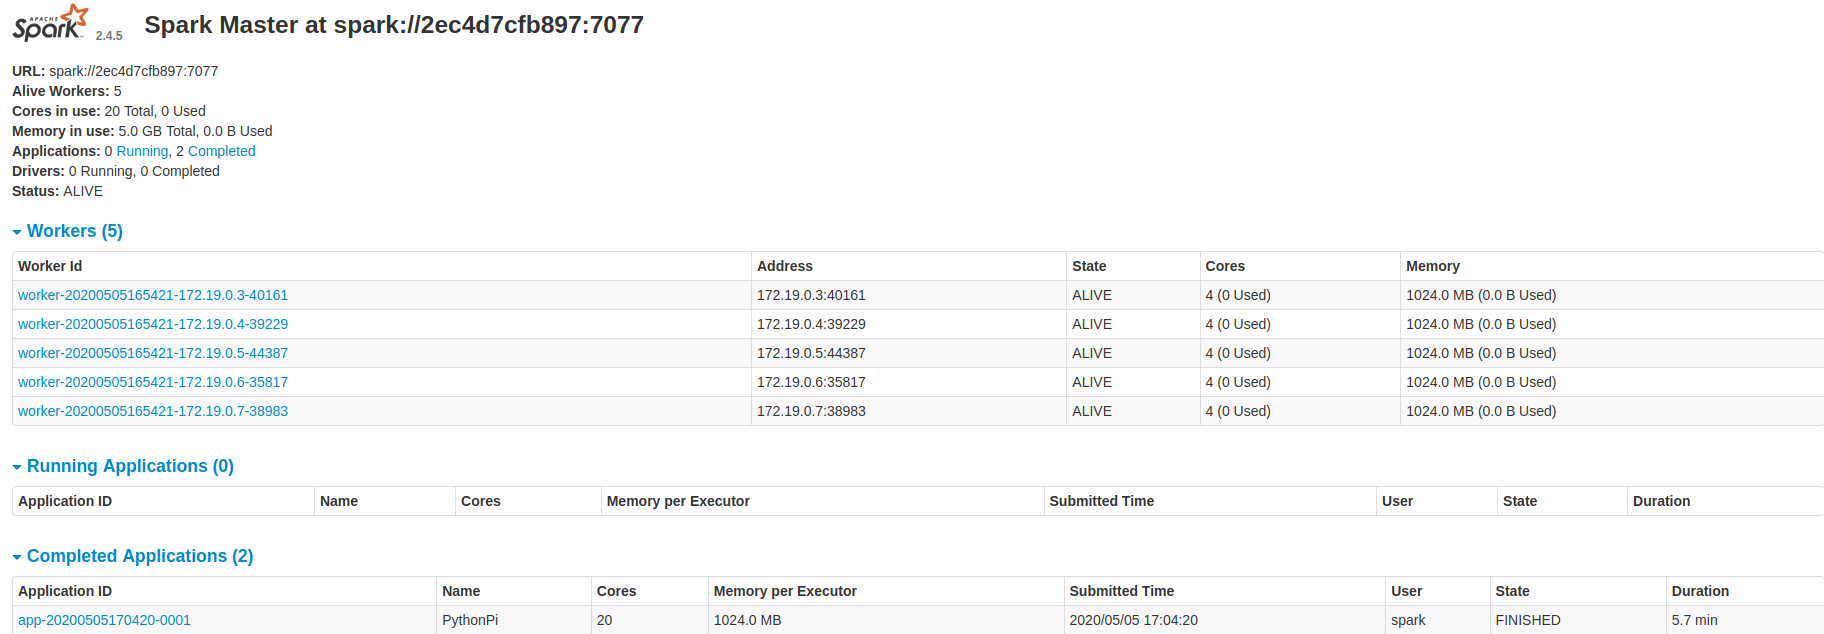 APACHE
Spark 2.4.5 Spark Master at spark://2ec4d7cfb897:7077
URL: spark://2ec4d7cfb897:7077
Alive Workers: 5
Cores in use: 20 Total, 0 Used
Memory in use: 5.0 GB Total, 0.0 B Used
Applications: 0 Running, 2 Completed
Drivers: 0 Running, 0 Completed
Status: ALIVE
Workers (5)
Worker Id Address State Cores Memory
worker-20200505165421-172.19.0.3-40161 172.19.0.3:40161 ALIVE 4 (0 Used) 1024.0 MB (0.0 B Used)
worker-20200505165421-172.19.0.4-39229 172.19.0.4:39229 ALIVE 4 (0 Used) 1024.0 MB (0.0 B Used)
worker-20200505165421-172.19.0.5-44387 172.19.0.5:44387 ALIVE 4 (0 Used) 1024.0 MB (0.0 B Used)
worker-20200505165421-172.19.0.6-35817 172.19.0.6:35817 ALIVE 4 (0 Used) 1024.0 MB (0.0 B Used)
worker-20200505165421-172.19.0.7-38983 172.19.0.7:38983 ALIVE 4 (0 Used) 1024.0 MB (0.0 B Used)
Running Applications (0)
Application ID Name Cores Memory per Executor Submitted Time User State Duration
Completed Applications (2)
Application ID Name Cores Memory per Executor Submitted Time User State Duration
app-20200505170420-0001 PythonPi 20 1024.0 MB 2020/05/05 17:04:20 spark FINISHED 5.7 min